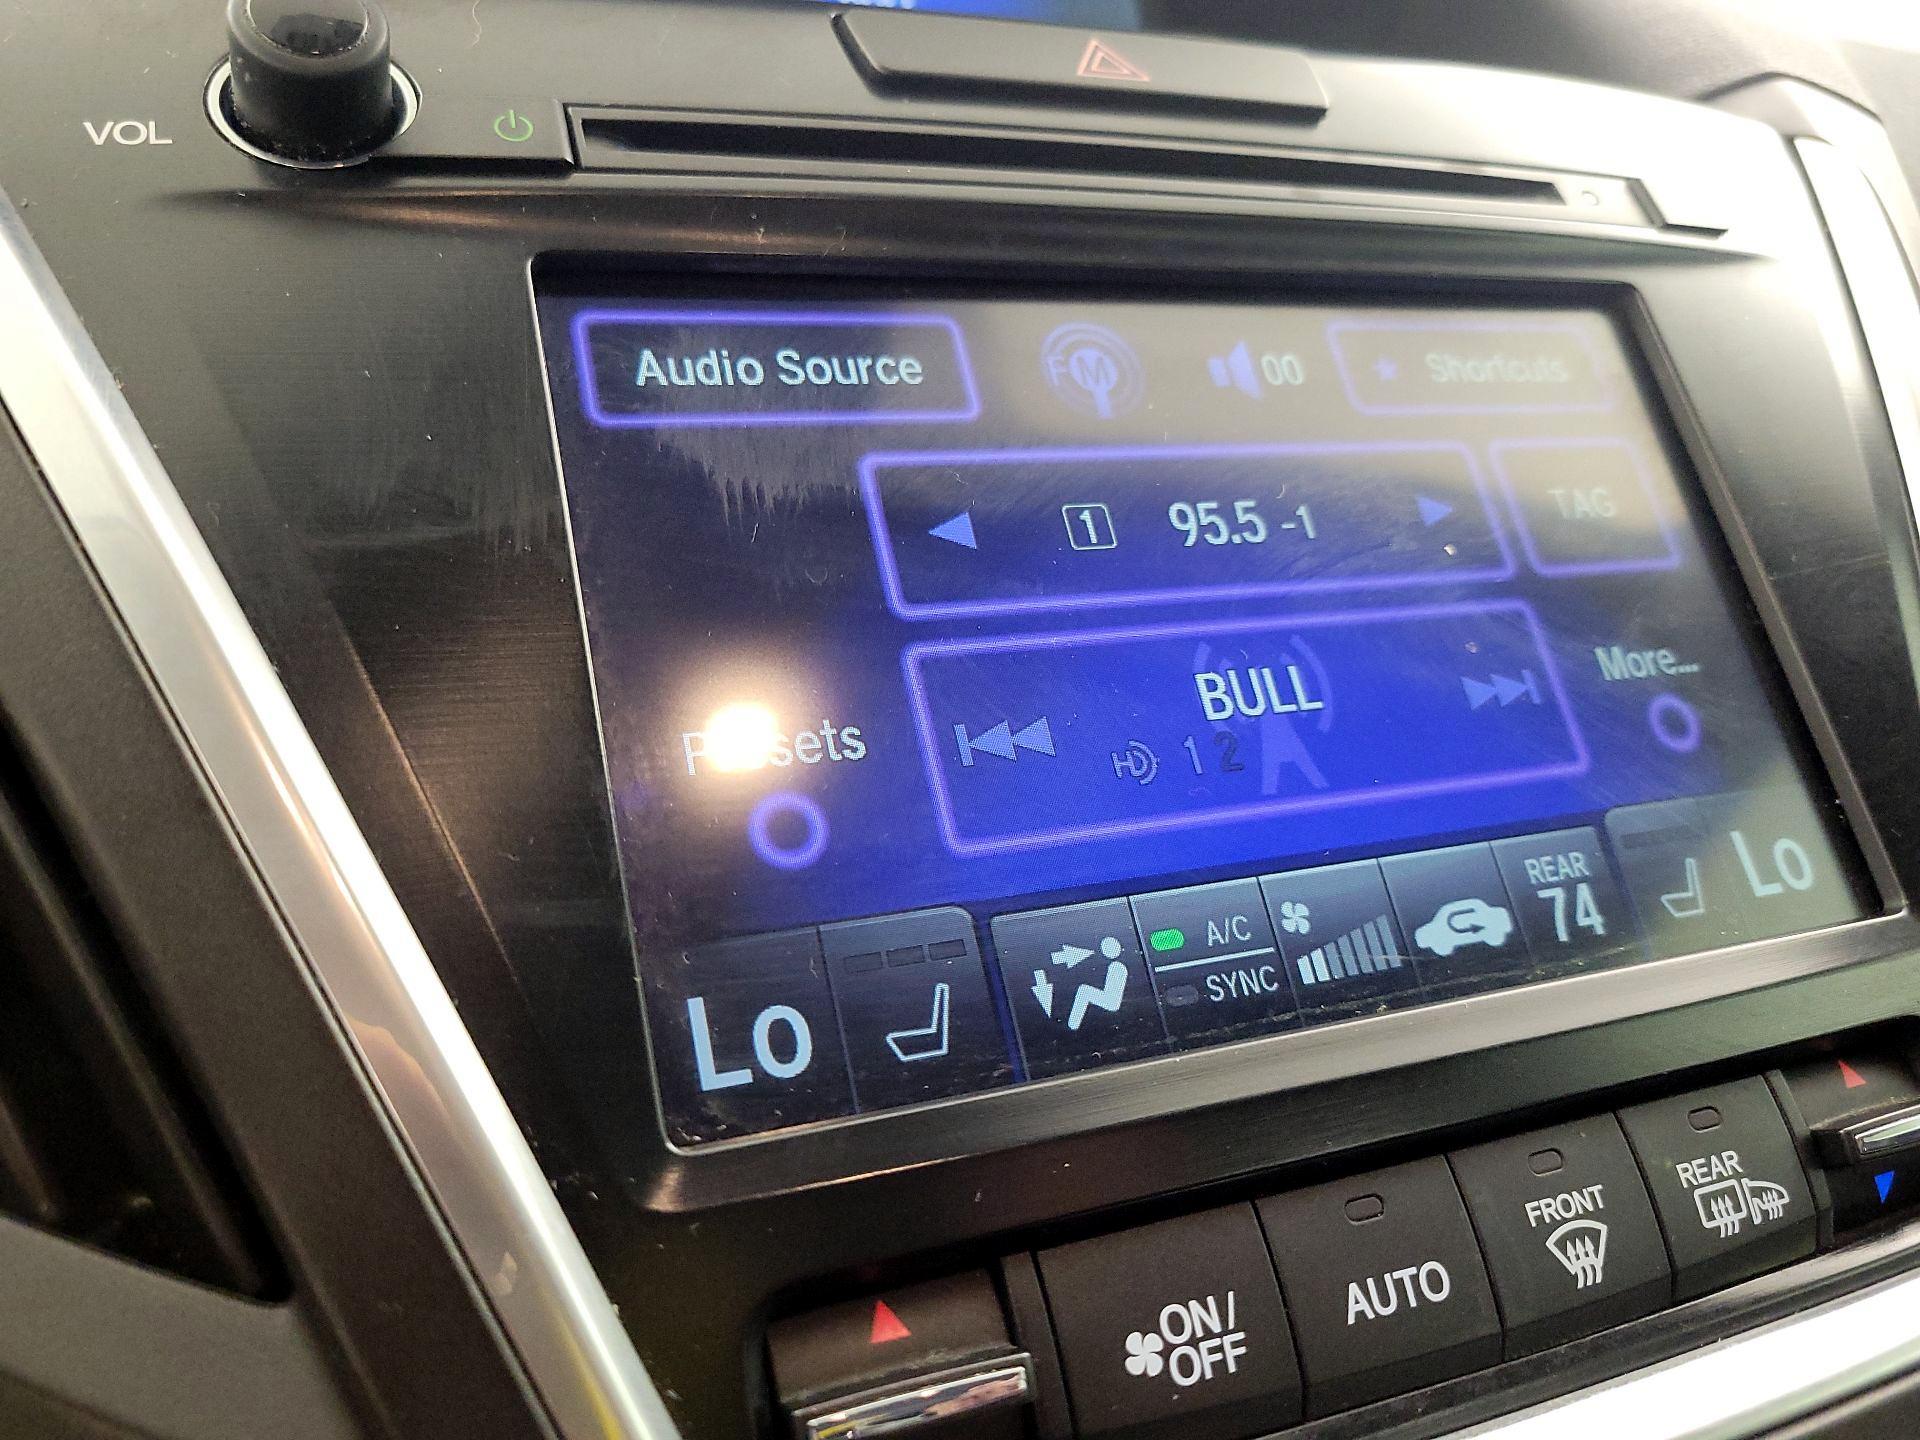 VOL
Audio Source
FM
00
Shortcuts
1 95.5 -1
TAG
BULL
HD 1 2
Presets
More...
Lo
A/C
SYNC
REAR
74
Lo
ON/
OFF
AUTO
FRONT
REAR